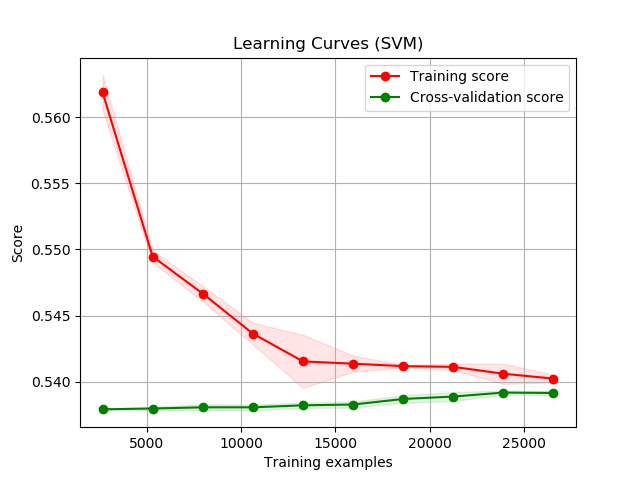 Learning Curves (SVM)
Training score
Cross-validation score
0.560
0.555
0.550
0.545
0.540
Score
5000 10000 15000 20000 25000
Training examples